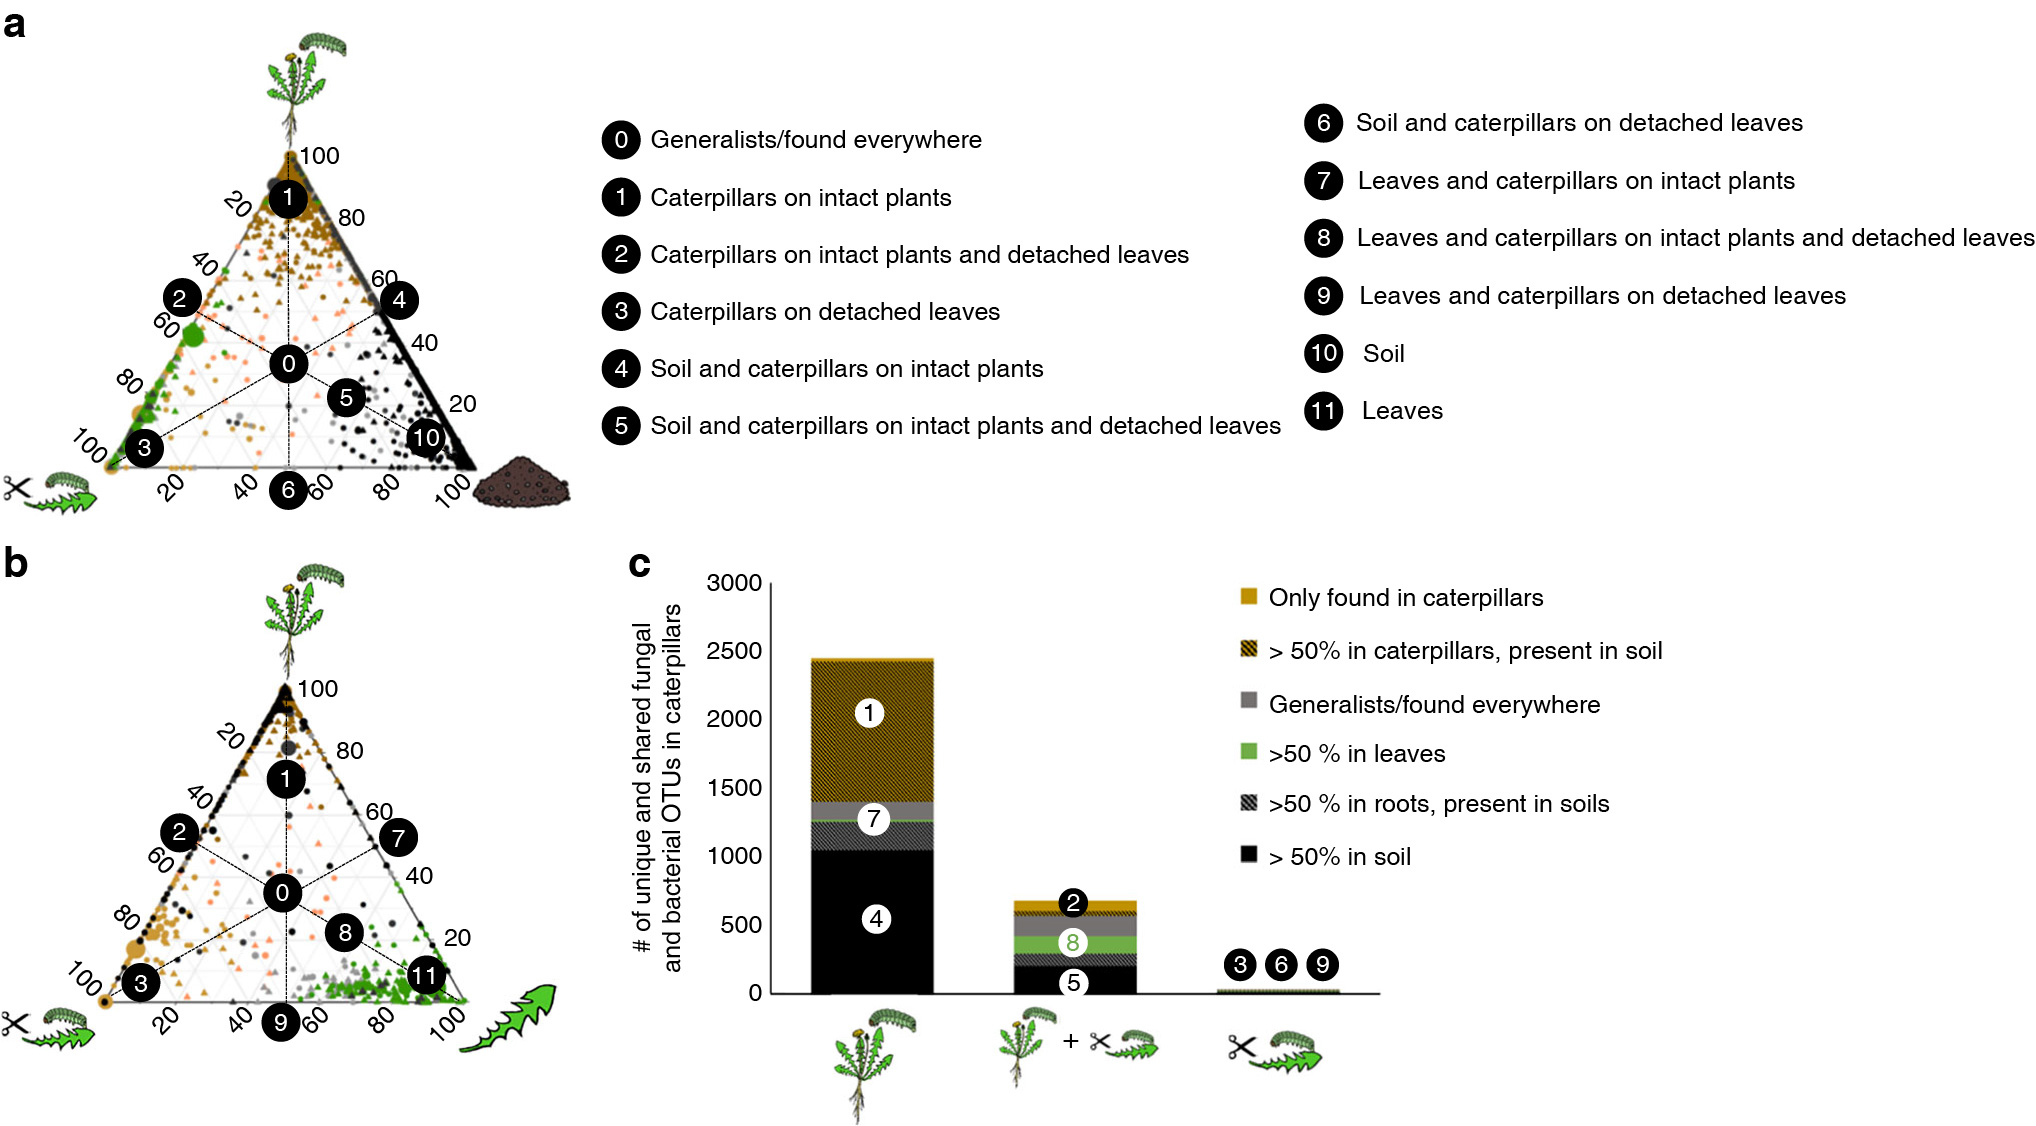 a
100
20
80
40
60
60
40
80
20
100
20
40
60
80
100
1
2
4
0
5
3
10
6
0 Generalists/found everywhere
1 Caterpillars on intact plants
2 Caterpillars on intact plants and detached leaves
3 Caterpillars on detached leaves
4 Soil and caterpillars on intact plants
5 Soil and caterpillars on intact plants and detached leaves
6 Soil and caterpillars on detached leaves
7 Leaves and caterpillars on intact plants
8 Leaves and caterpillars on intact plants and detached leaves
9 Leaves and caterpillars on detached leaves
10 Soil
11 Leaves
b
100
20
80
40
60
60
40
80
20
100
20
40
60
80
100
1
2
7
0
8
3
11
9
c
# of unique and shared fungal
and bacterial OTUs in caterpillars
3000
2500
2000
1500
1000
500
0
1
7
4
2
8
5
3 6 9
+
Only found in caterpillars
> 50% in caterpillars, present in soil
Generalists/found everywhere
>50 % in leaves
>50 % in roots, present in soils
> 50% in soil